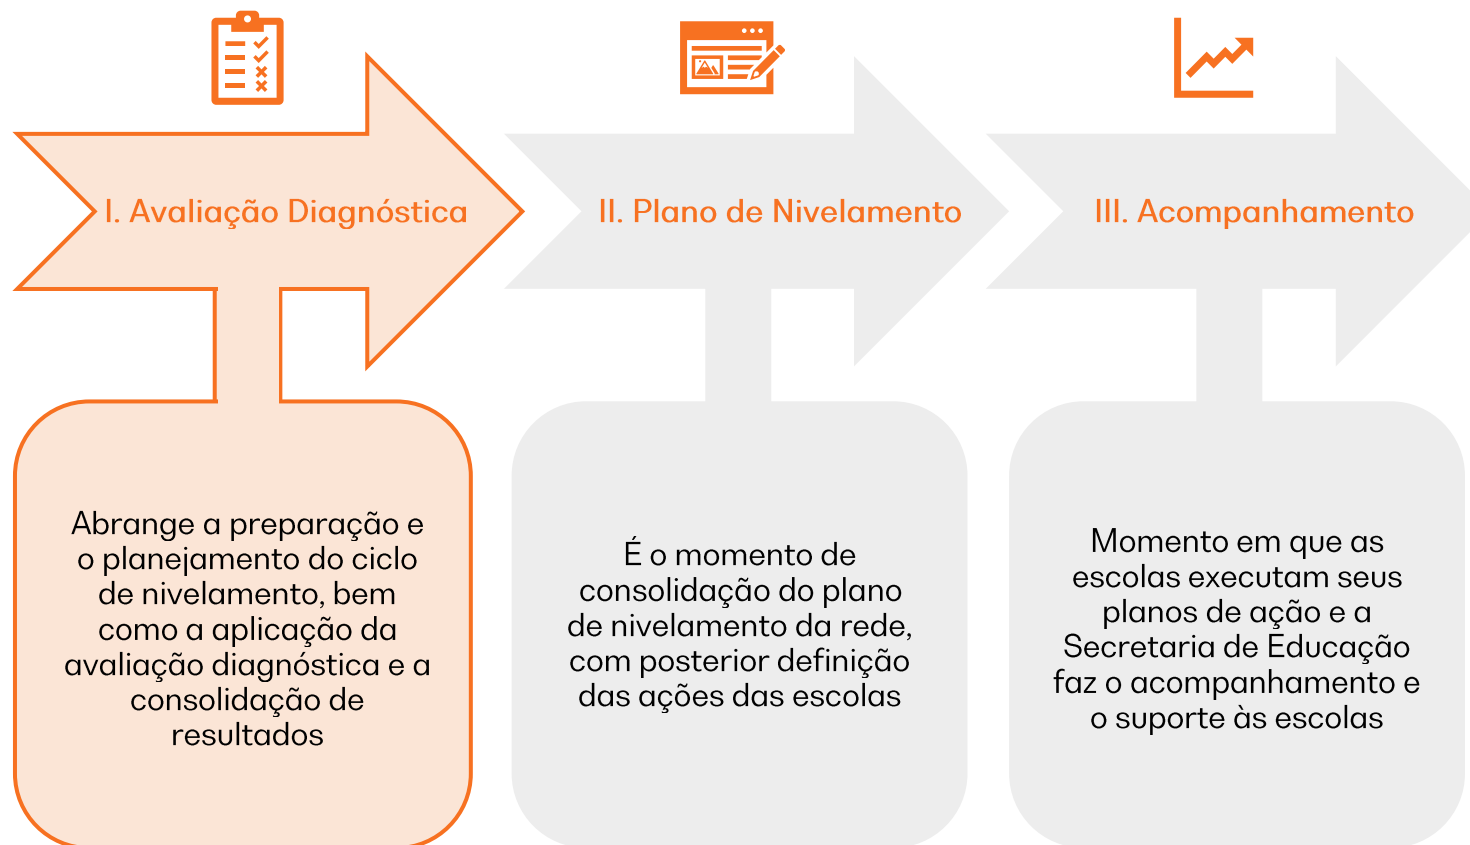 I. Avaliação Diagnóstica
II. Plano de Nivelamento
III. Acompanhamento
Abrange a preparação e
o planejamento do ciclo
de nivelamento, bem
como a aplicação da
avaliação diagnóstica e a
consolidação de
resultados
É o momento de
consolidação do plano
de nivelamento da rede,
com posterior definição
das ações das escolas
Momento em que as
escolas executam seus
planos de ação e a
Secretaria de Educação
faz o acompanhamento e
o suporte às escolas